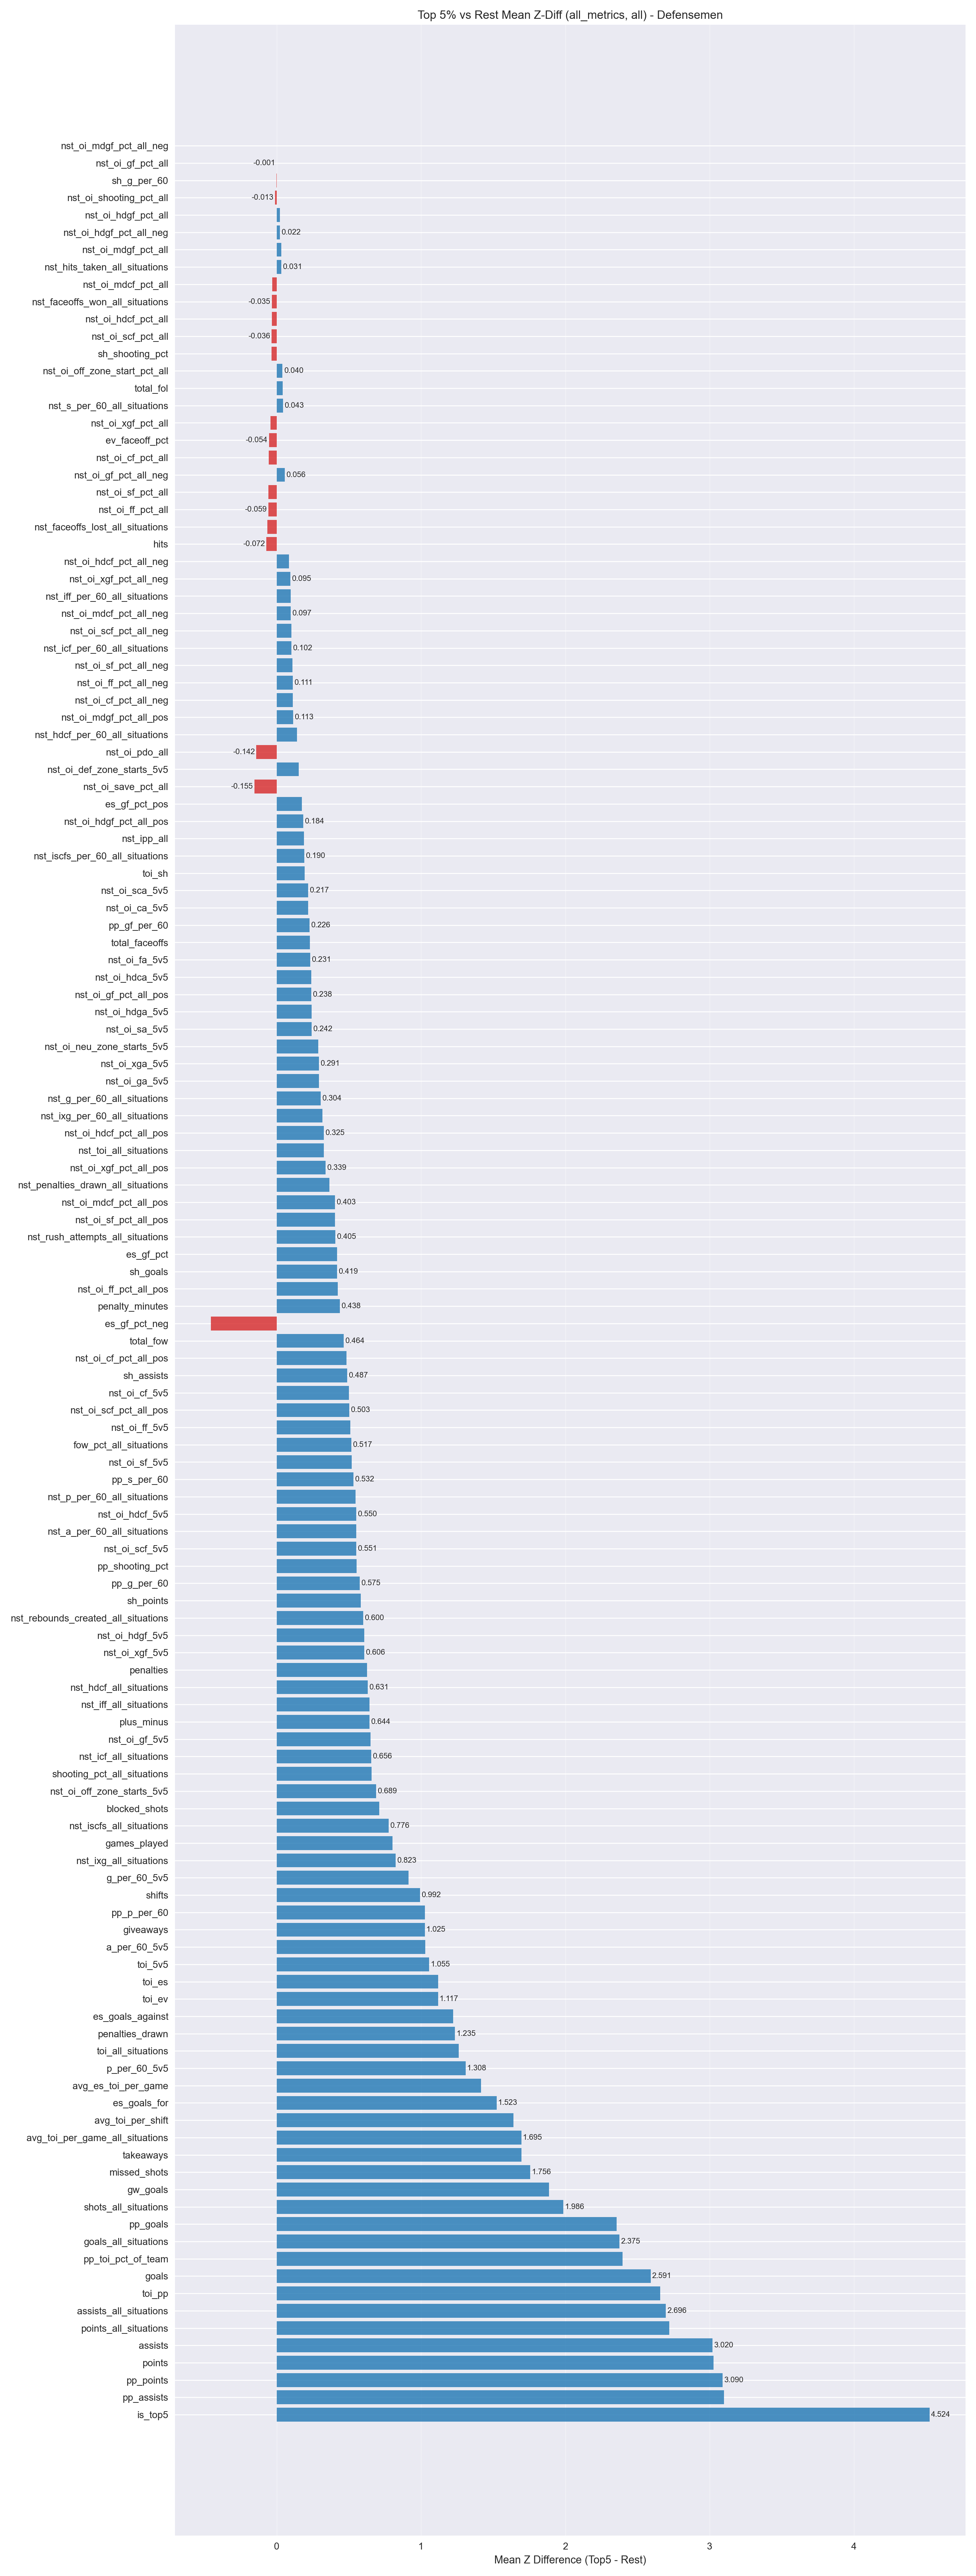 Top 5% vs Rest Mean Z-Diff (all_metrics, all) - Defensemen
nst_oi_mdgf_pct_all_neg
nst_oi_gf_pct_all -0.001
sh_g_per_60
nst_oi_shooting_pct_all -0.013
nst_oi_hdgf_pct_all
nst_oi_hdgf_pct_all_neg 0.022
nst_oi_mdgf_pct_all
nst_hits_taken_all_situations 0.031
nst_oi_mdcf_pct_all
nst_faceoffs_won_all_situations -0.035
nst_oi_hdcf_pct_all
nst_oi_scf_pct_all -0.036
sh_shooting_pct
nst_oi_off_zone_start_pct_all 0.040
total_fol
nst_s_per_60_all_situations 0.043
nst_oi_xgf_pct_all
ev_faceoff_pct -0.054
nst_oi_cf_pct_all
nst_oi_gf_pct_all_neg 0.056
nst_oi_sf_pct_all
nst_oi_ff_pct_all -0.059
nst_faceoffs_lost_all_situations
hits -0.072
nst_oi_hdcf_pct_all_neg
nst_oi_xgf_pct_all_neg 0.095
nst_iff_per_60_all_situations
nst_oi_mdcf_pct_all_neg 0.097
nst_oi_scf_pct_all_neg
nst_icf_per_60_all_situations 0.102
nst_oi_sf_pct_all_neg
nst_oi_ff_pct_all_neg 0.111
nst_oi_cf_pct_all_neg
nst_oi_mdgf_pct_all_pos 0.113
nst_hdcf_per_60_all_situations
nst_oi_pdo_all -0.142
nst_oi_def_zone_starts_5v5
nst_oi_save_pct_all -0.155
es_gf_pct_pos
nst_oi_hdgf_pct_all_pos 0.184
nst_ipp_all
nst_iscfs_per_60_all_situations 0.190
toi_sh
nst_oi_sca_5v5 0.217
nst_oi_ca_5v5
pp_gf_per_60 0.226
total_faceoffs
nst_oi_fa_5v5 0.231
nst_oi_hdca_5v5
nst_oi_gf_pct_all_pos 0.238
nst_oi_hdga_5v5
nst_oi_sa_5v5 0.242
nst_oi_neu_zone_starts_5v5
nst_oi_xga_5v5 0.291
nst_oi_ga_5v5
nst_g_per_60_all_situations 0.304
nst_ixg_per_60_all_situations
nst_oi_hdcf_pct_all_pos 0.325
nst_toi_all_situations
nst_oi_xgf_pct_all_pos 0.339
nst_penalties_drawn_all_situations
nst_oi_mdcf_pct_all_pos 0.403
nst_oi_sf_pct_all_pos
nst_rush_attempts_all_situations 0.405
es_gf_pct
sh_goals 0.419
nst_oi_ff_pct_all_pos
penalty_minutes 0.438
es_gf_pct_neg
total_fow 0.464
nst_oi_cf_pct_all_pos
sh_assists 0.487
nst_oi_cf_5v5
nst_oi_scf_pct_all_pos 0.503
nst_oi_ff_5v5
fow_pct_all_situations 0.517
nst_oi_sf_5v5
pp_s_per_60 0.532
nst_p_per_60_all_situations
nst_oi_hdcf_5v5 0.550
nst_a_per_60_all_situations
nst_oi_scf_5v5 0.551
pp_shooting_pct
pp_g_per_60 0.575
sh_points
nst_rebounds_created_all_situations 0.600
nst_oi_hdgf_5v5
nst_oi_xgf_5v5 0.606
penalties
nst_hdcf_all_situations 0.631
nst_iff_all_situations
plus_minus 0.644
nst_oi_gf_5v5
nst_icf_all_situations 0.656
shooting_pct_all_situations
nst_oi_off_zone_starts_5v5 0.689
blocked_shots
nst_iscfs_all_situations 0.776
games_played
nst_ixg_all_situations 0.823
g_per_60_5v5
shifts 0.992
pp_p_per_60
giveaways 1.025
a_per_60_5v5
toi_5v5 1.055
toi_es
toi_ev 1.117
es_goals_against
penalties_drawn 1.235
toi_all_situations
p_per_60_5v5 1.308
avg_es_toi_per_game
es_goals_for 1.523
avg_toi_per_shift
avg_toi_per_game_all_situations 1.695
takeaways
missed_shots 1.756
gw_goals
shots_all_situations 1.986
pp_goals
goals_all_situations 2.375
pp_toi_pct_of_team
goals 2.591
toi_pp
assists_all_situations 2.696
points_all_situations
assists 3.020
points
pp_points 3.090
pp_assists
is_top5 4.524
0 1 2 3 4
Mean Z Difference (Top5 - Rest)